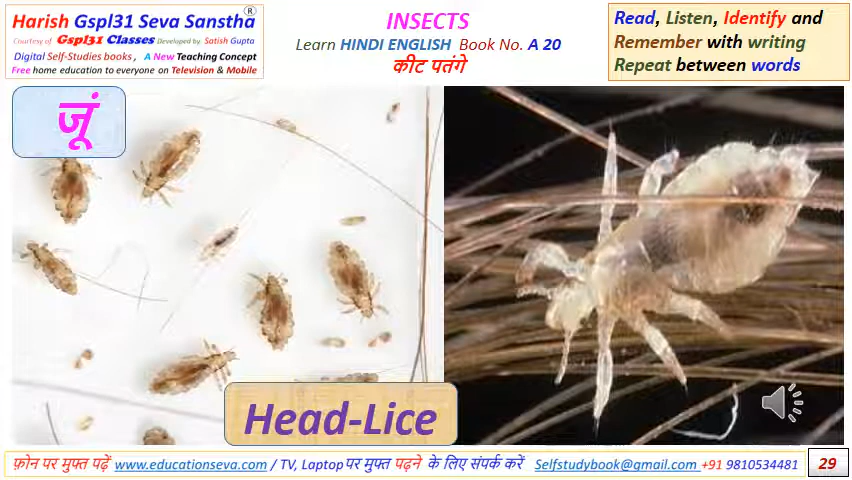 Harish Gspl31 Seva Sanstha ®
Courtesy of Gspl31 Classes Developed by Satish Gupta
Digital Self-Studies books , A New Teaching Concept
Free home education to everyone on Television & Mobile
INSECTS
Learn HINDI ENGLISH Book No. A 20
कीट पतंगे
Read, Listen, Identify and
Remember with writing
Repeat between words
जूं
Head-Lice
फ़ोन पर मुफ्त पढ़ें www.educationseva.com / TV, Laptop पर मुफ्त पढ़ने के लिए संपर्क करें Selfstudybook@gmail.com +91 9810534481
29